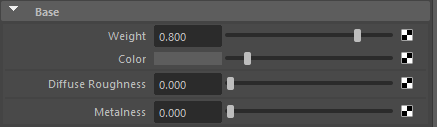 Base
Weight 0.800
Color
Diffuse Roughness 0.000
Metalness 0.000